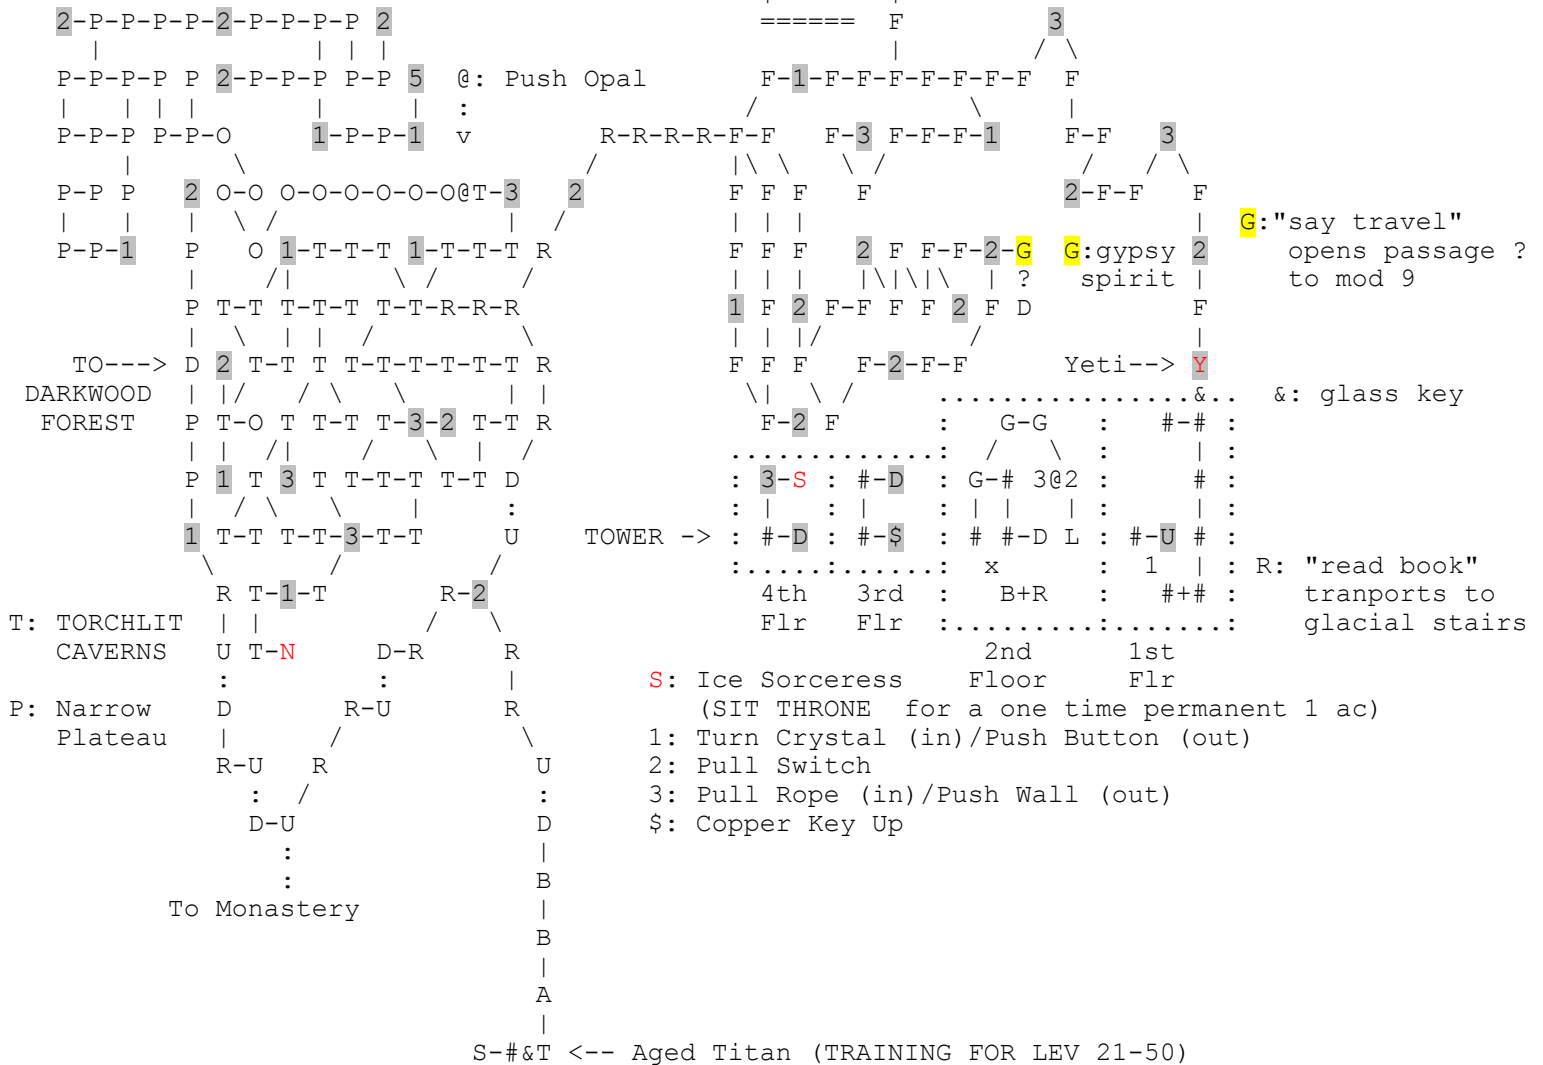 |        |
    2-P-P-P-P-2-P-P-P-P 2                       ======  F         3
      |             | | |                               |        / \
    P-P-P-P P 2-P-P-P P-P 5  @: Push Opal       F-1-F-F-F-F-F-F-F  F
    |   | | |       |     |  :                 /             \     |
    P-P-P P-P-O     1-P-P-1  v        R-R-R-R-F-F   F-3 F-F-F-1    F-F   3
        |      \                     /        |\ \   \ /          /     / \
    P-P P   2 O-O O-O-O-O-O-O@T-3   2         F F F   F           2-F-F   F
    |   |   |  \ /              |  /          | | |                       |  G:"say travel"
    P-P-1   P   O 1-T-T-T 1-T-T-T R           F F F   2 F F-F-2-G  G:gypsy 2     opens passage ?
            |    /|      \ /     /            | | |   |\|\|\  | ?   spirit |     to mod 9
            P T-T T-T-T-T T-T-R-R-R           1 F 2 F-F F F 2 F D          F
            |  \  | |  /           \          | | |/         /             |
     TO---> D 2 T-T T T-T-T-T-T-T-T R         F F F   F-2-F-F      Yeti--> Y
  DARKWOOD  | |/   / \   \      | |            \|  \ /     ................&..  &: glass key
   FOREST   P T-O T T-T T-3-2 T-T R             F-2 F      :   G-G   :   #-# :
            | |  /|    /   \  |  /            .............:  /   \  :     | :
            P 1 T 3 T T-T-T T-T D             : 3-S : #-D  : G-# 3@2 :     # :
            |  / \   \    |     :             : |   : |    : | |   | :     | :
            1 T-T T-T-3-T-T     U    TOWER -> : #-D : #-$  : # #-D L : #-U # :
             \       /         /              :.....:......:  x      :  1  | : R: "read book"
              R T-1-T       R-2                 4th   3rd  :   B+R   :   #+# :    tranports to
T: TORCHLIT   | |          /   \                Flr   Flr  :.........:.......:    glacial stairs
   CAVERNS    U T-N     D-R     R                             2nd      1st
              :         :       |        S: Ice Sorceress    Floor     Flr
P: Narrow     D       R-U       R           (SIT THRONE  for a one time permanent 1 ac)
   Plateau    |      /           \       1: Turn Crystal (in)/Push Button (out)
              R-U   R             U      2: Pull Switch
                :  /              :      3: Pull Rope (in)/Push Wall (out)
                D-U               D      $: Copper Key Up
                  :               |
                  :               B
           To Monastery           |
                                  B
                                  |
                                  A
                                  |
                              S-#&T <-- Aged Titan (TRAINING FOR LEV 21-50)